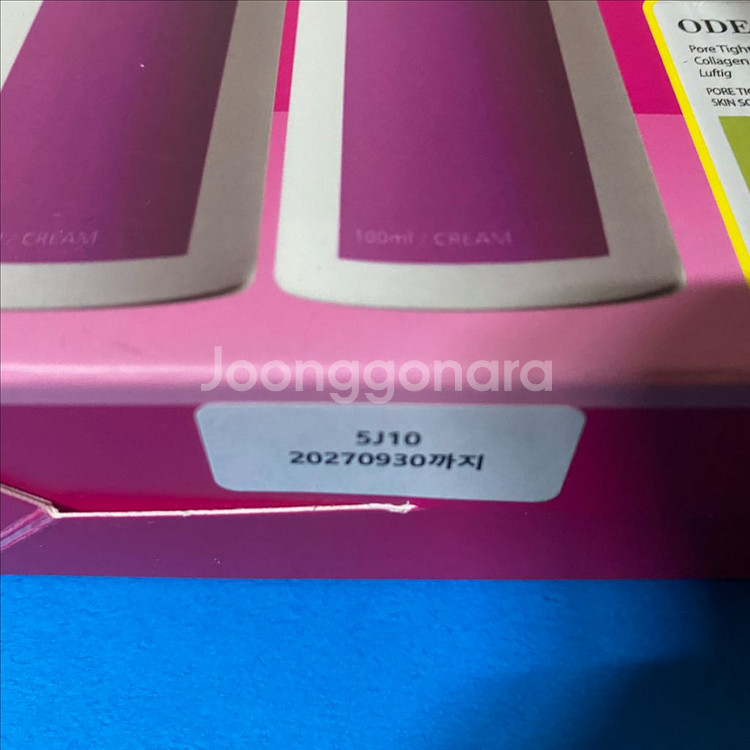 ODE
Pore Tight
- Collagen
Luftig
PORE TIG
SKIN SO
/ CREAM
100ml / CREAM
Joonggonara
5J10
20270930까지